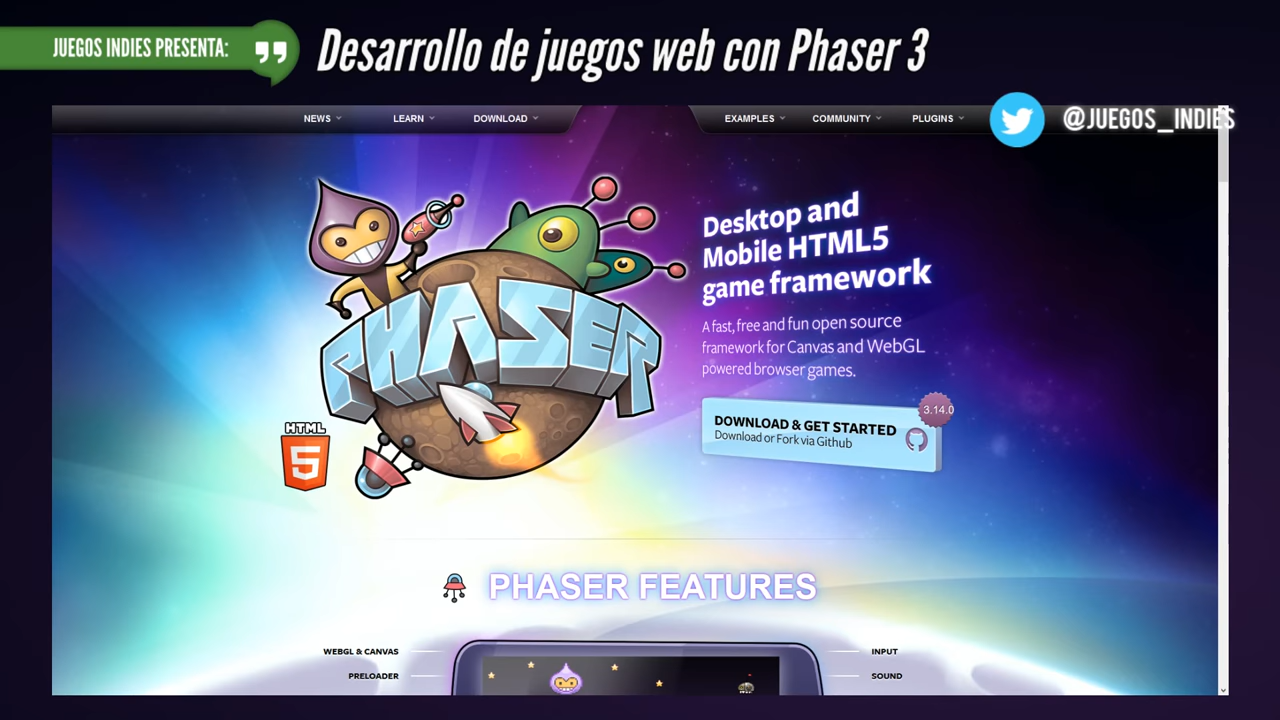 JUEGOS INDIES PRESENTA:
Desarrollo de juegos web con Phaser 3
NEWS LEARN DOWNLOAD EXAMPLES COMMUNITY PLUGINS
@JUEGOS_INDIES
PHASER
Desktop and
Mobile HTML5
game framework
A fast, free and fun open source
framework for Canvas and WebGL
powered browser games.
3.14.0
DOWNLOAD & GET STARTED
Download or Fork via Github
HTML
5
PHASER FEATURES
WEBGL & CANVAS
INPUT
PRELOADER
SOUND